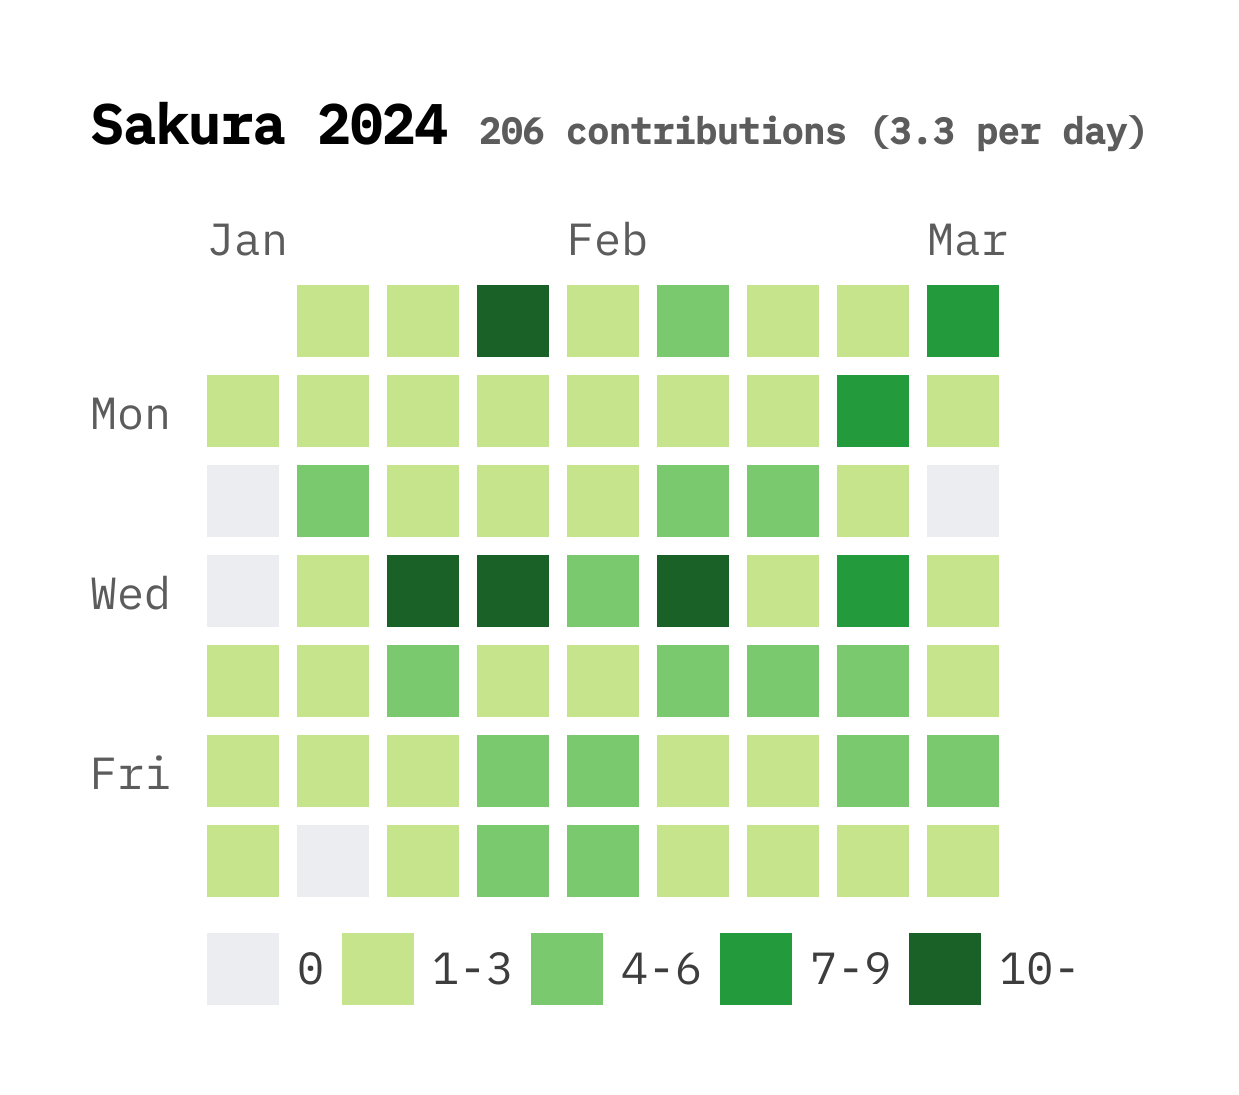 Sakura 2024 206 contributions (3.3 per day)
Jan Feb Mar
Mon
Wed
Fri
0 1-3 4-6 7-9 10-